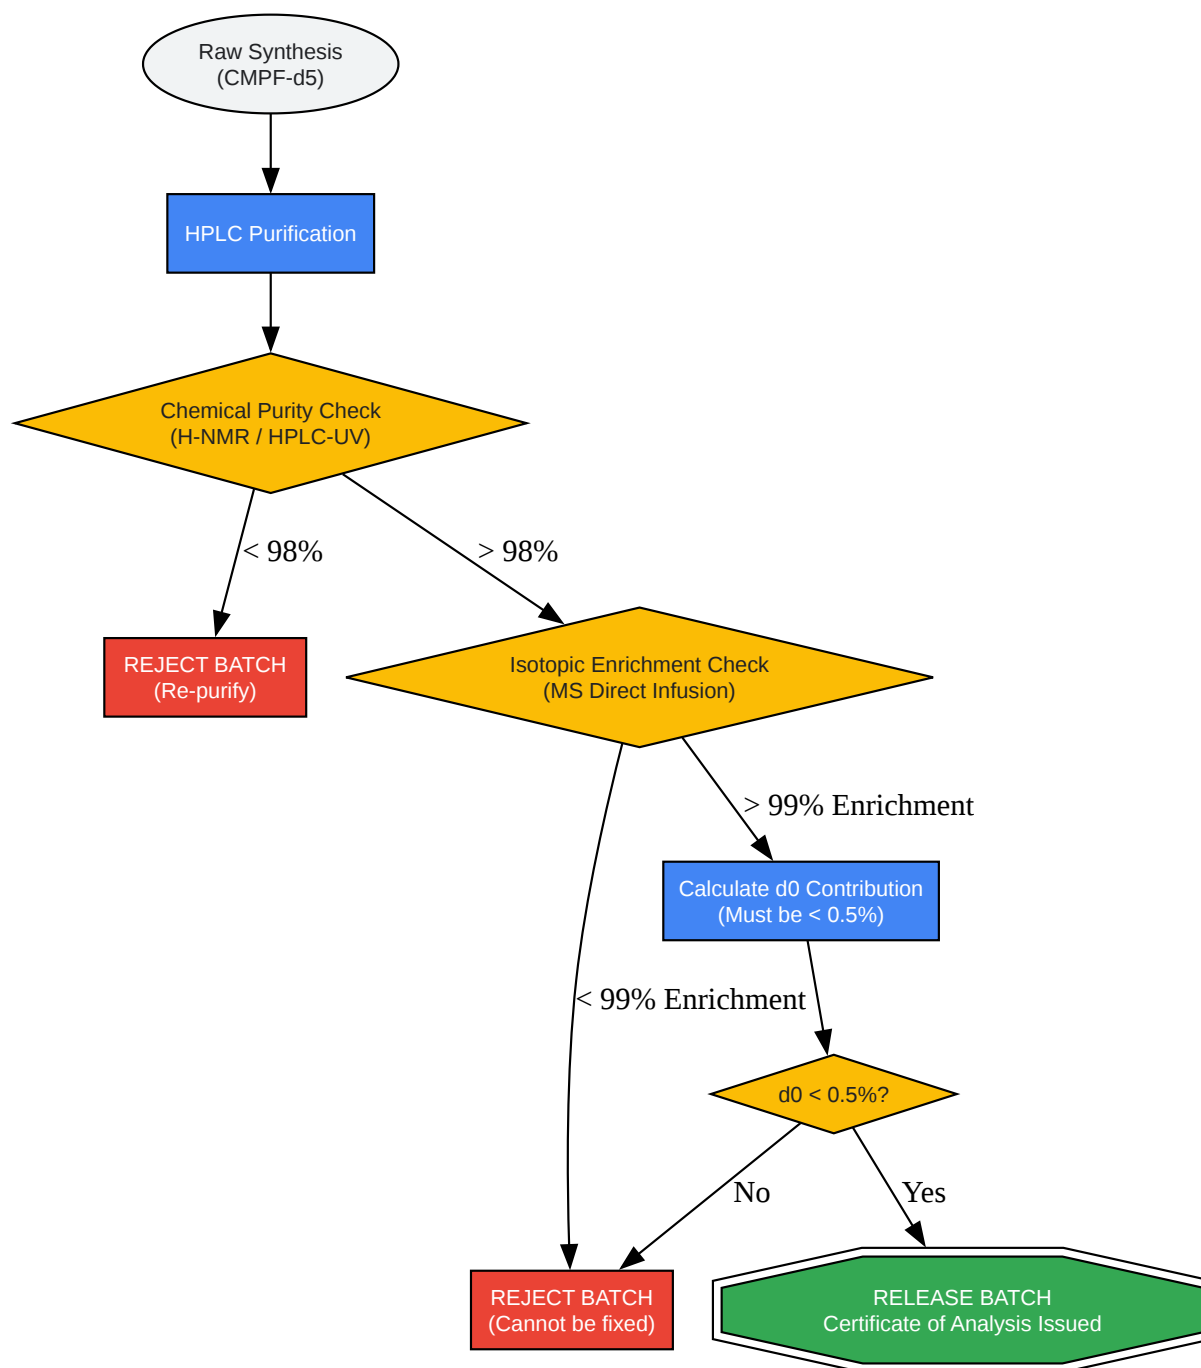 Raw Synthesis
(CMPF-d5)
HPLC Purification
Chemical Purity Check
(H-NMR / HPLC-UV)
< 98%
> 98%
REJECT BATCH
(Re-purify)
Isotopic Enrichment Check
(MS Direct Infusion)
> 99% Enrichment
Calculate d0 Contribution
(Must be < 0.5%)
< 99% Enrichment
d0 < 0.5%?
No
Yes
REJECT BATCH
(Cannot be fixed)
RELEASE BATCH
Certificate of Analysis Issued